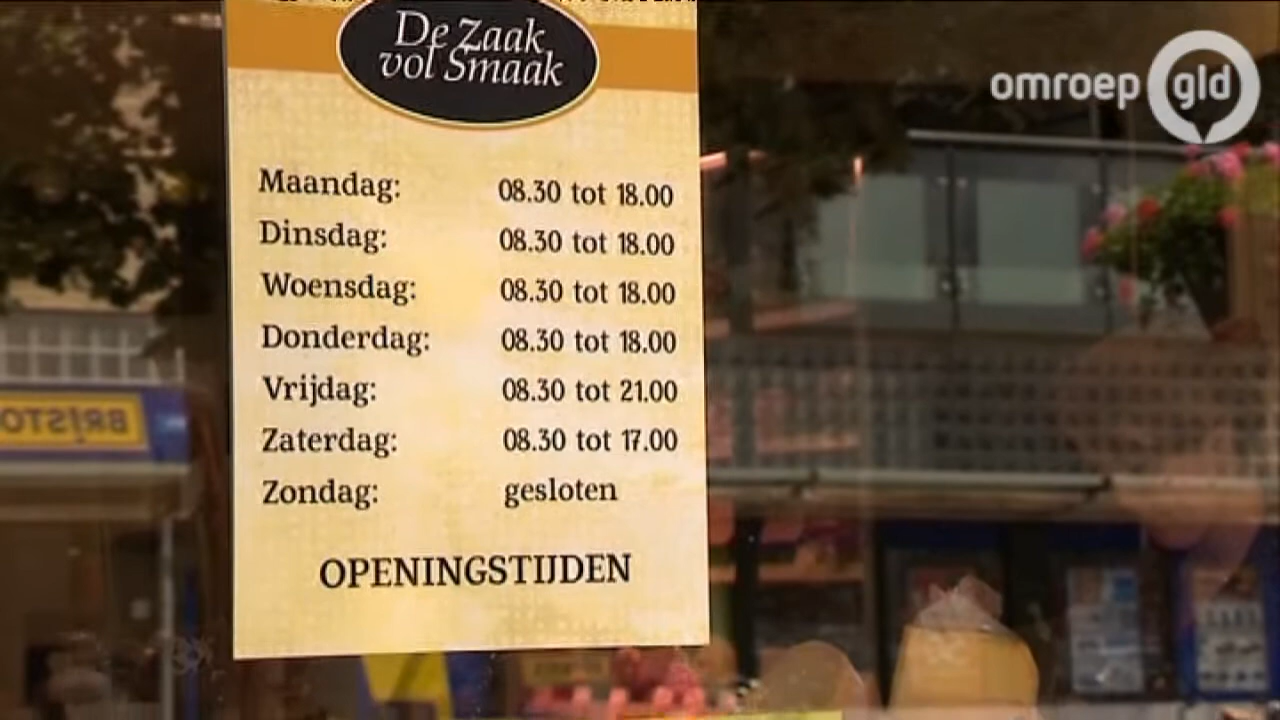 De Zaak
vol Smaak
omroep gld
Maandag: 08.30 tot 18.00
Dinsdag: 08.30 tot 18.00
Woensdag: 08.30 tot 18.00
Donderdag: 08.30 tot 18.00
Vrijdag: 08.30 tot 21.00
Zaterdag: 08.30 tot 17.00
Zondag: gesloten
OPENINGSTIJDEN
BRISTO